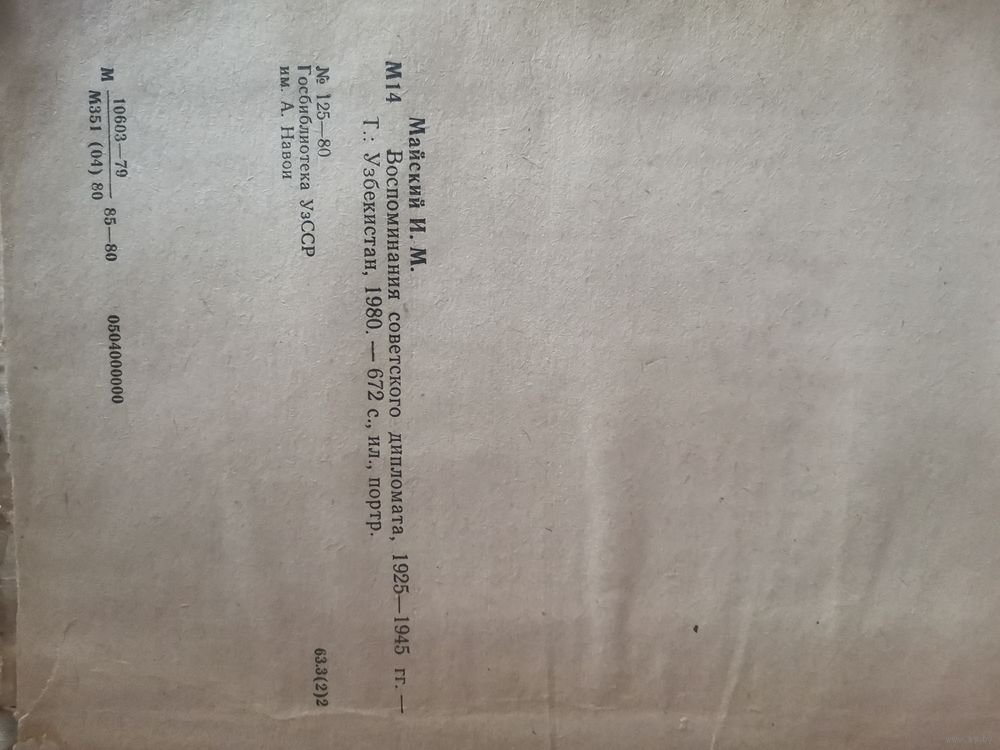 Майский И. М.
М14 Воспоминания советского дипломата, 1925—1945 гг. —
Т.: Узбекистан, 1980. — 672 с., ил., портр.
63.3(2)2
№ 125—80
Госбиблиотека УзССР
им. А. Навои
М 10603—79
М351 (04) 80 85—80 0504000000